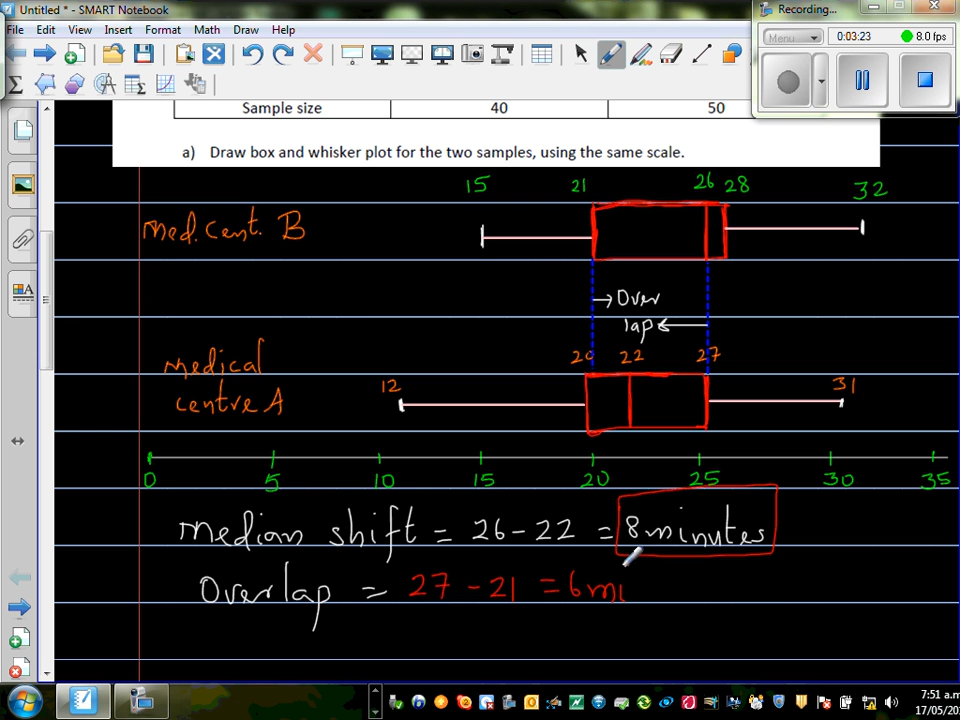 Untitled * - SMART Notebook
Recording...
File Edit View Insert Format Math Draw Help
Menu 0:03:23 8.0 fps
Sample size 40 50
a) Draw box and whisker plot for the two samples, using the same scale.
15 21 26 28 32
Med.Cent. B
Over
lap
Medical
centre A
12 20 22 27 31
0 5 10 15 20 25 30 35
Median shift = 26-22 = 8minutes
Overlap = 27-21 = 6mi
7:51 a.m
17/05/20